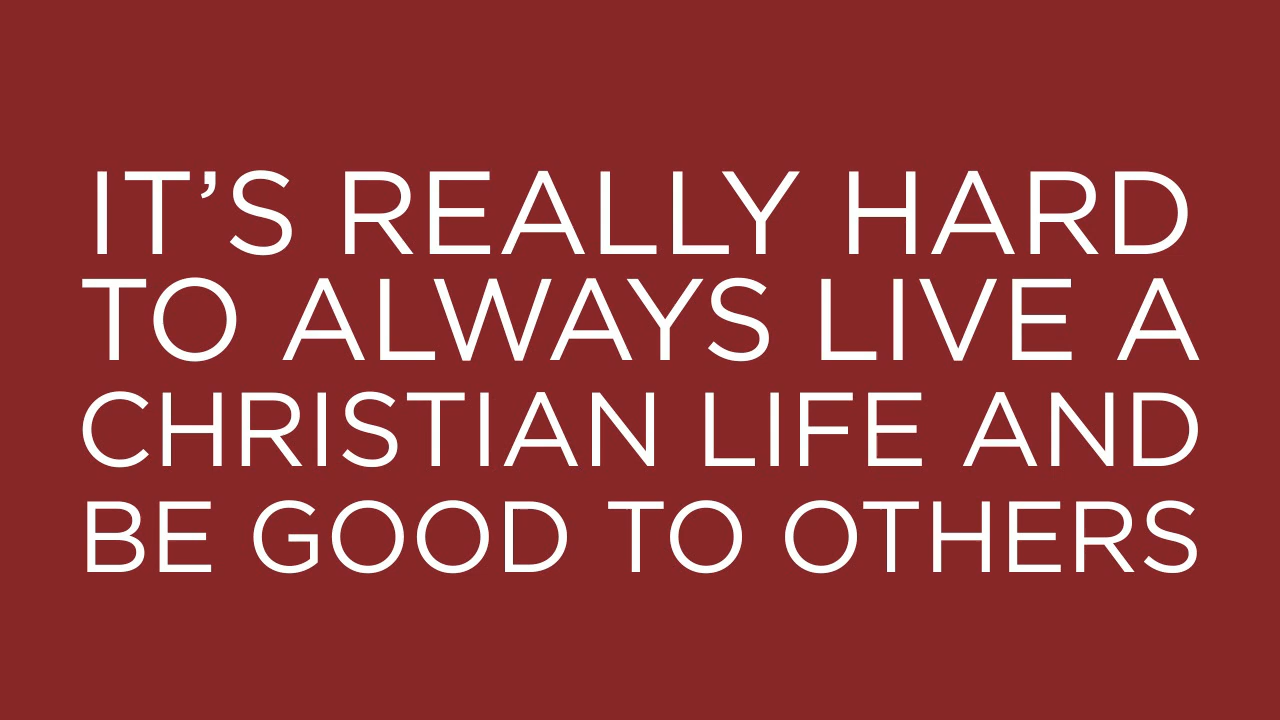 IT’S REALLY HARD
TO ALWAYS LIVE A
CHRISTIAN LIFE AND
BE GOOD TO OTHERS